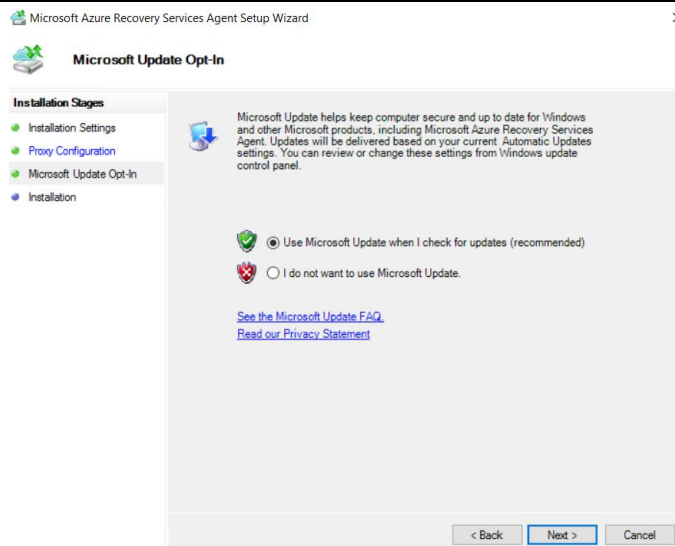 Microsoft Azure Recovery Services Agent Setup Wizard
Microsoft Update Opt-In
Installation Stages
Installation Settings
Proxy Configuration
Microsoft Update Opt-In
Installation
Microsoft Update helps keep computer secure and up to date for Windows
and other Microsoft products, including Microsoft Azure Recovery Services
Agent. Updates will be delivered based on your current Automatic Updates
settings. You can review or change these settings from Windows update
control panel.
Use Microsoft Update when I check for updates (recommended)
I do not want to use Microsoft Update.
See the Microsoft Update FAQ.
Read our Privacy Statement
< Back
Next >
Cancel